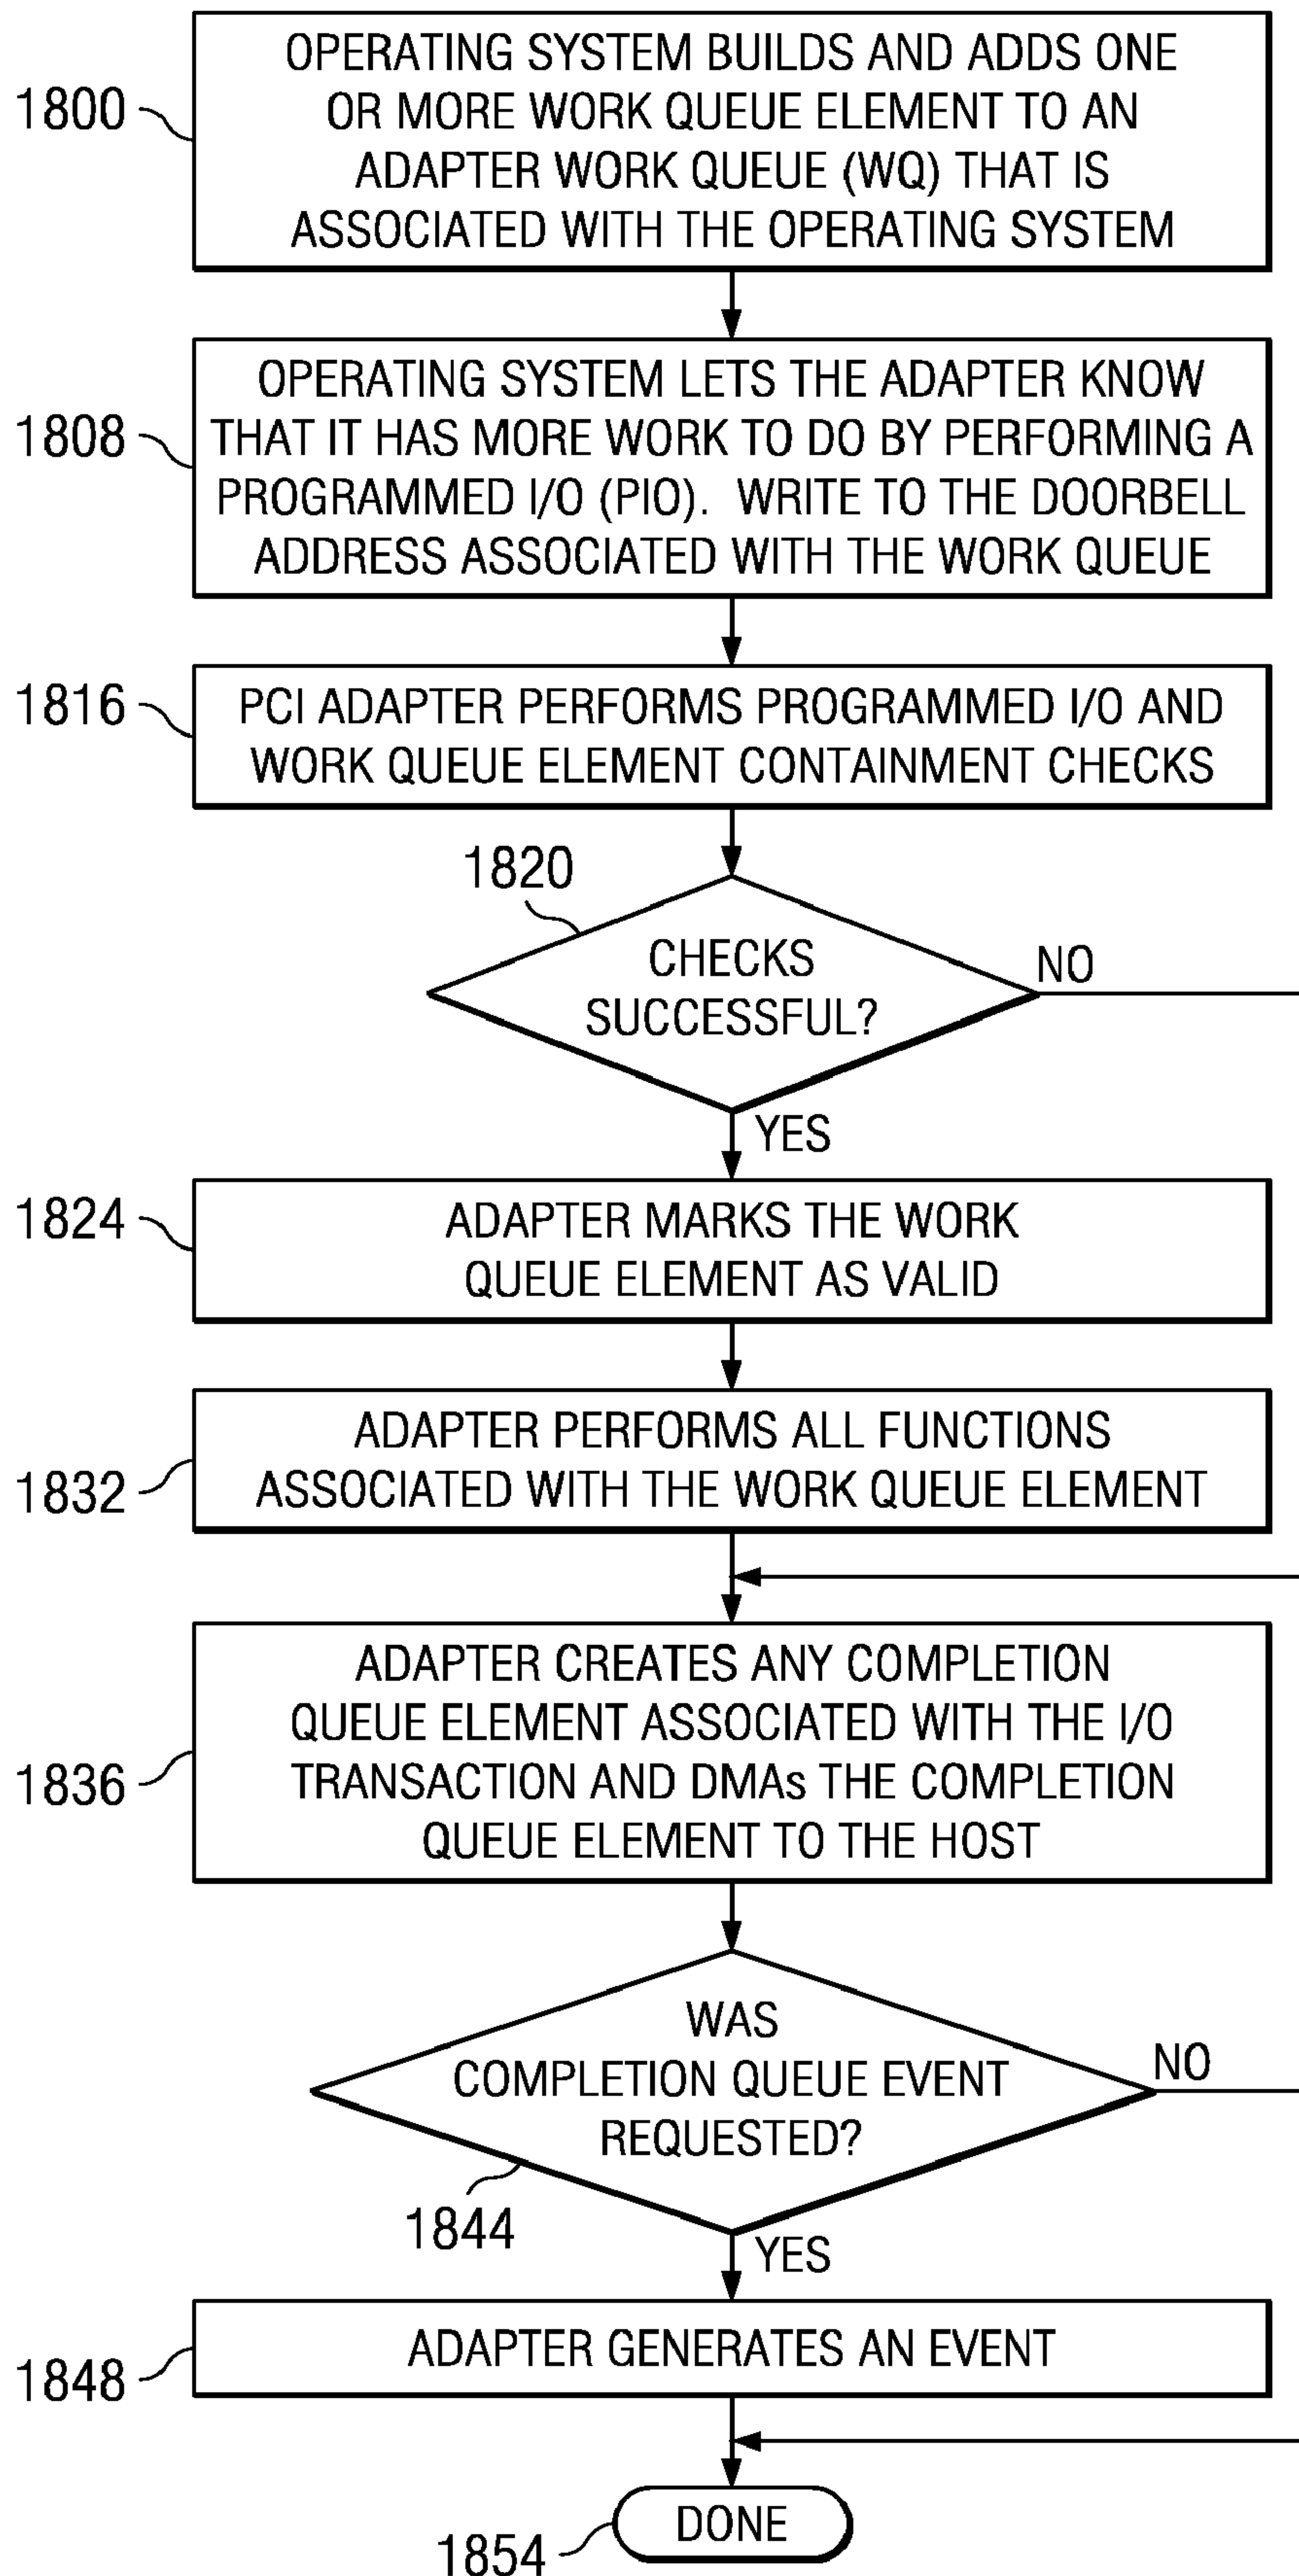 OPERATING SYSTEM BUILDS AND ADDS ONE
OR MORE WORK QUEUE ELEMENT TO AN
ADAPTER WORK QUEUE (WQ) THAT IS
ASSOCIATED WITH THE OPERATING SYSTEM
1800
OPERATING SYSTEM LETS THE ADAPTER KNOW
THAT IT HAS MORE WORK TO DO BY PERFORMING A
PROGRAMMED I/O (PIO). WRITE TO THE DOORBELL
ADDRESS ASSOCIATED WITH THE WORK QUEUE
1808
PCI ADAPTER PERFORMS PROGRAMMED I/O AND
WORK QUEUE ELEMENT CONTAINMENT CHECKS
1816
1820
CHECKS
SUCCESSFUL?
NO
YES
ADAPTER MARKS THE WORK
QUEUE ELEMENT AS VALID
1824
ADAPTER PERFORMS ALL FUNCTIONS
ASSOCIATED WITH THE WORK QUEUE ELEMENT
1832
ADAPTER CREATES ANY COMPLETION
QUEUE ELEMENT ASSOCIATED WITH THE I/O
TRANSACTION AND DMAs THE COMPLETION
QUEUE ELEMENT TO THE HOST
1836
WAS
COMPLETION QUEUE EVENT
REQUESTED?
NO
1844
YES
ADAPTER GENERATES AN EVENT
1848
DONE
1854